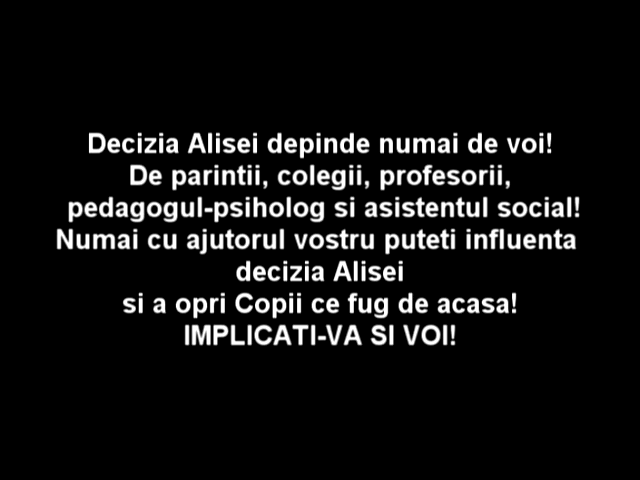 Decizia Alisei depinde numai de voi!
De parintii, colegii, profesorii,
pedagogul-psiholog si asistentul social!
Numai cu ajutorul vostru puteti influenta
decizia Alisei
si a opri Copii ce fug de acasa!
IMPLICATI-VA SI VOI!